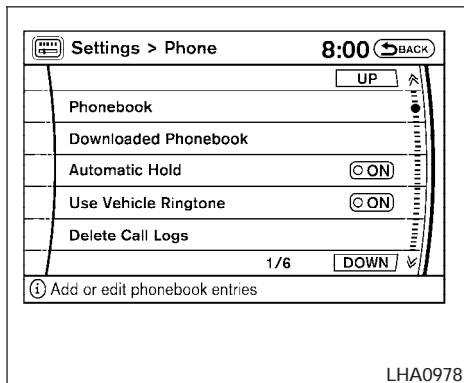 Settings > Phone 8:00 BACK
UP
Phonebook
Downloaded Phonebook
Automatic Hold ON
Use Vehicle Ringtone ON
Delete Call Logs
1/6 DOWN
i Add or edit phonebook entries
LHA0978